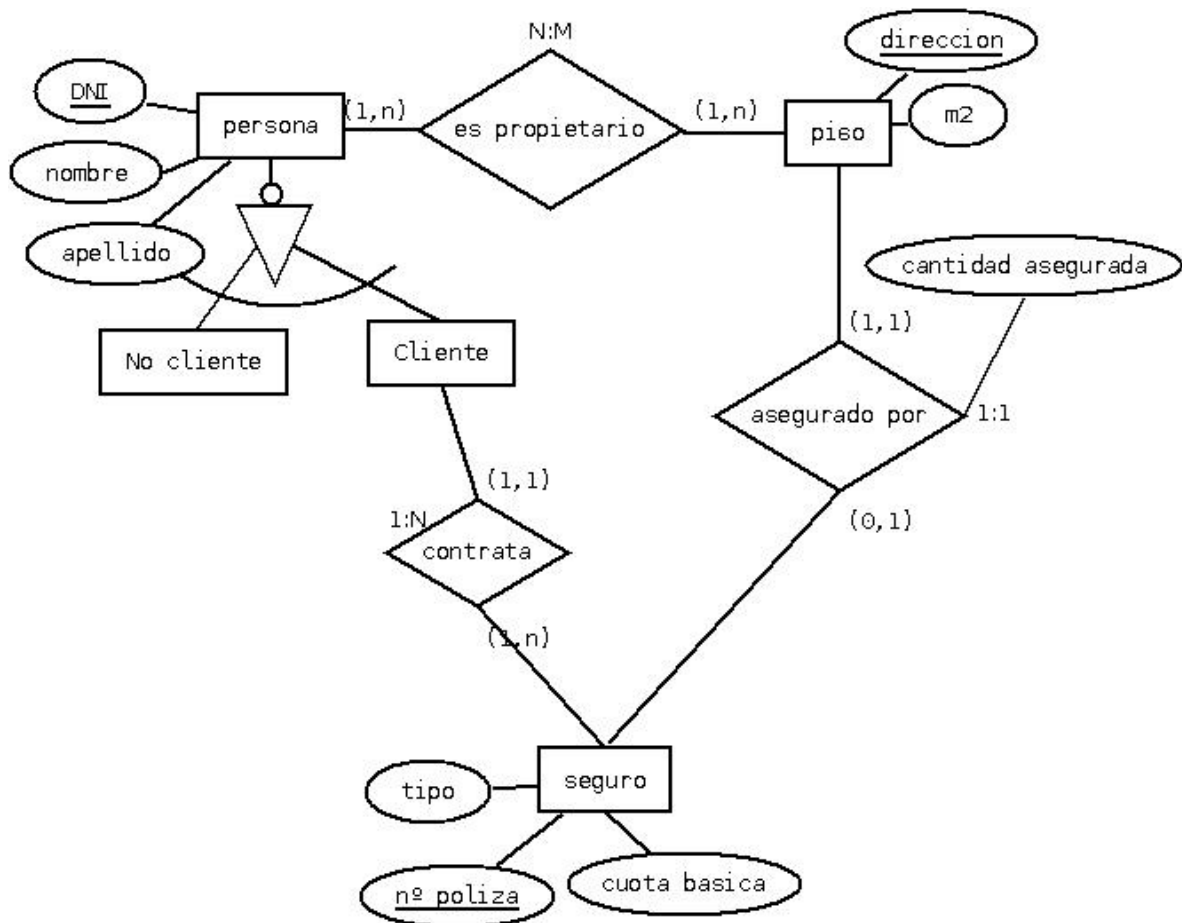 N:M
direccion
DNI
(1,n)
(1,n)
persona
es propietario
piso
m2
nombre
apellido
cantidad asegurada
(1,1)
No cliente
Cliente
asegurado por
1:1
(1,1)
1:N
(0,1)
contrata
(1,n)
tipo
seguro
nº poliza
cuota basica